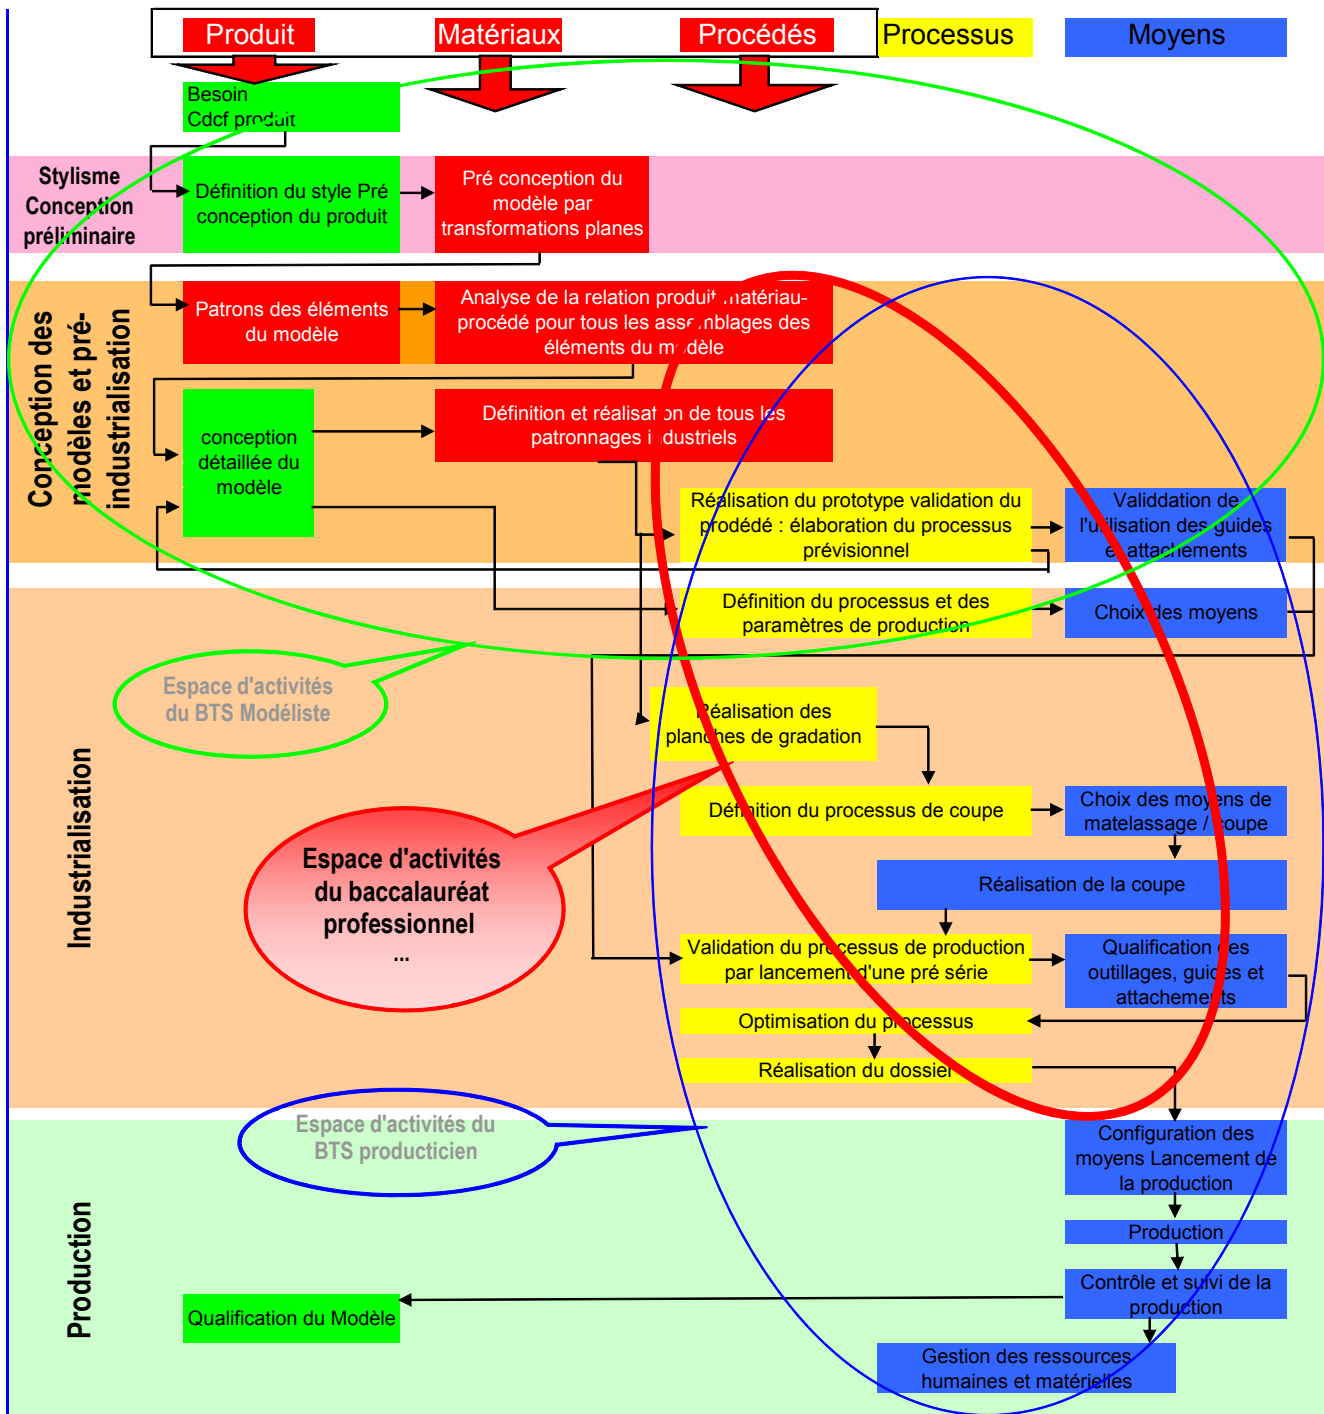 Produit
Matériaux
Procédés
Processus
Moyens
Besoin
Cdcf produit
Stylisme
Conception
préliminaire
Définition du style Pré
conception du produit
Pré conception du
modèle par
transformations planes
Conception des
modèles et pré-
industrialisation
Patrons des éléments
du modèle
Analyse de la relation produit matériau-
procédé pour tous les assemblages des
éléments du modèle
conception
détaillée du
modèle
Définition et réalisation de tous les
patronnages industriels
Réalisation du prototype validation du
prodédé : élaboration du processus
prévisionnel
Validdation de
l'utilisation des guides
et attachements
Industrialisation
Définition du processus et des
paramètres de production
Choix des moyens
Espace d'activités
du BTS Modéliste
Réalisation des
planches de gradation
Définition du processus de coupe
Choix des moyens de
matelassage / coupe
Espace d'activités
du baccalauréat
professionnel
...
Réalisation de la coupe
Validation du processus de production
par lancement d'une pré série
Qualification des
outillages, guides et
attachements
Optimisation du processus
Réalisation du dossier
Espace d'activités du
BTS producticien
Production
Configuration des
moyens Lancement de
la production
Production
Contrôle et suivi de la
production
Qualification du Modèle
Gestion des ressources
humaines et matérielles